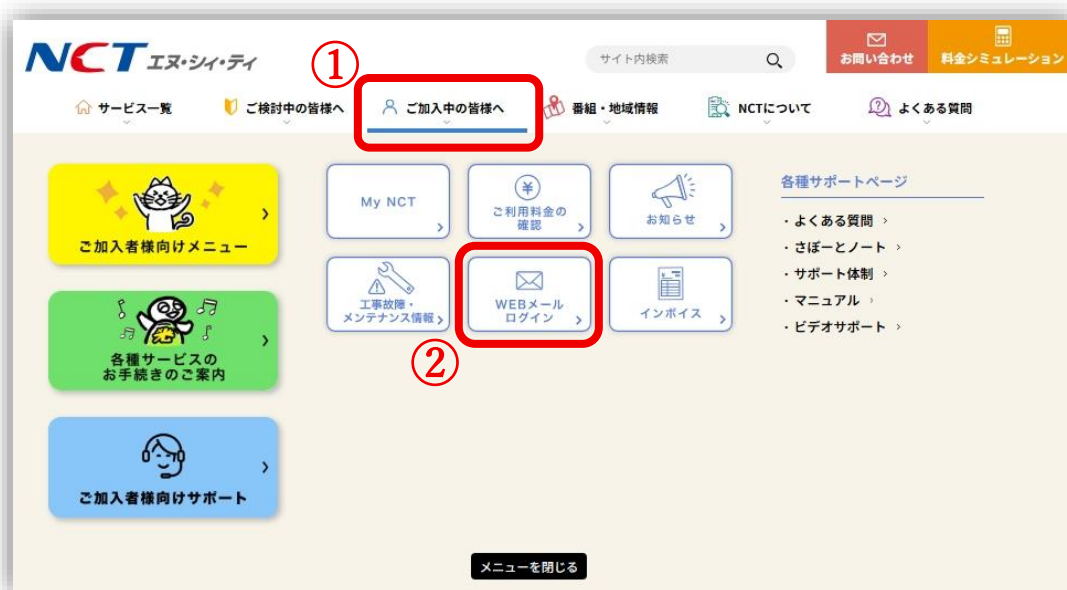 NCT エヌ・シィ・ティ
サイト内検索
お問い合わせ
料金シミュレーション
①
サービス一覧
ご検討中の皆様へ
ご加入中の皆様へ
番組・地域情報
NCTについて
よくある質問
ご加入者様向けメニュー
各種サービスの
お手続きのご案内
ご加入者様向けサポート
My NCT
ご利用料金の
確認
お知らせ
工事故障・
メンテナンス情報
WEBメール
ログイン
インボイス
②
各種サポートページ
・よくある質問
・さぽーとノート
・サポート体制
・マニュアル
・ビデオサポート
メニューを閉じる